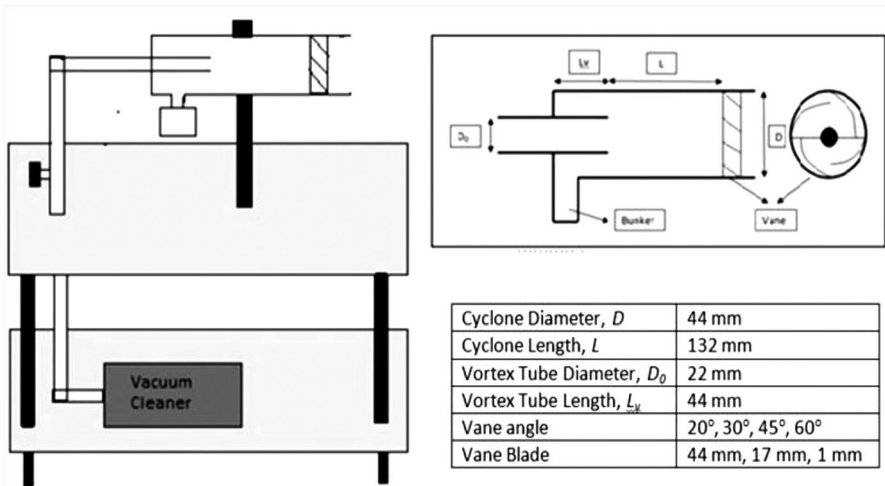 Vacuum
Cleaner
Lv
L
D₀
D
Bunker
Vane
Cyclone Diameter, D 44 mm
Cyclone Length, L 132 mm
Vortex Tube Diameter, D₀ 22 mm
Vortex Tube Length, Lv 44 mm
Vane angle 20°, 30°, 45°, 60°
Vane Blade 44 mm, 17 mm, 1 mm